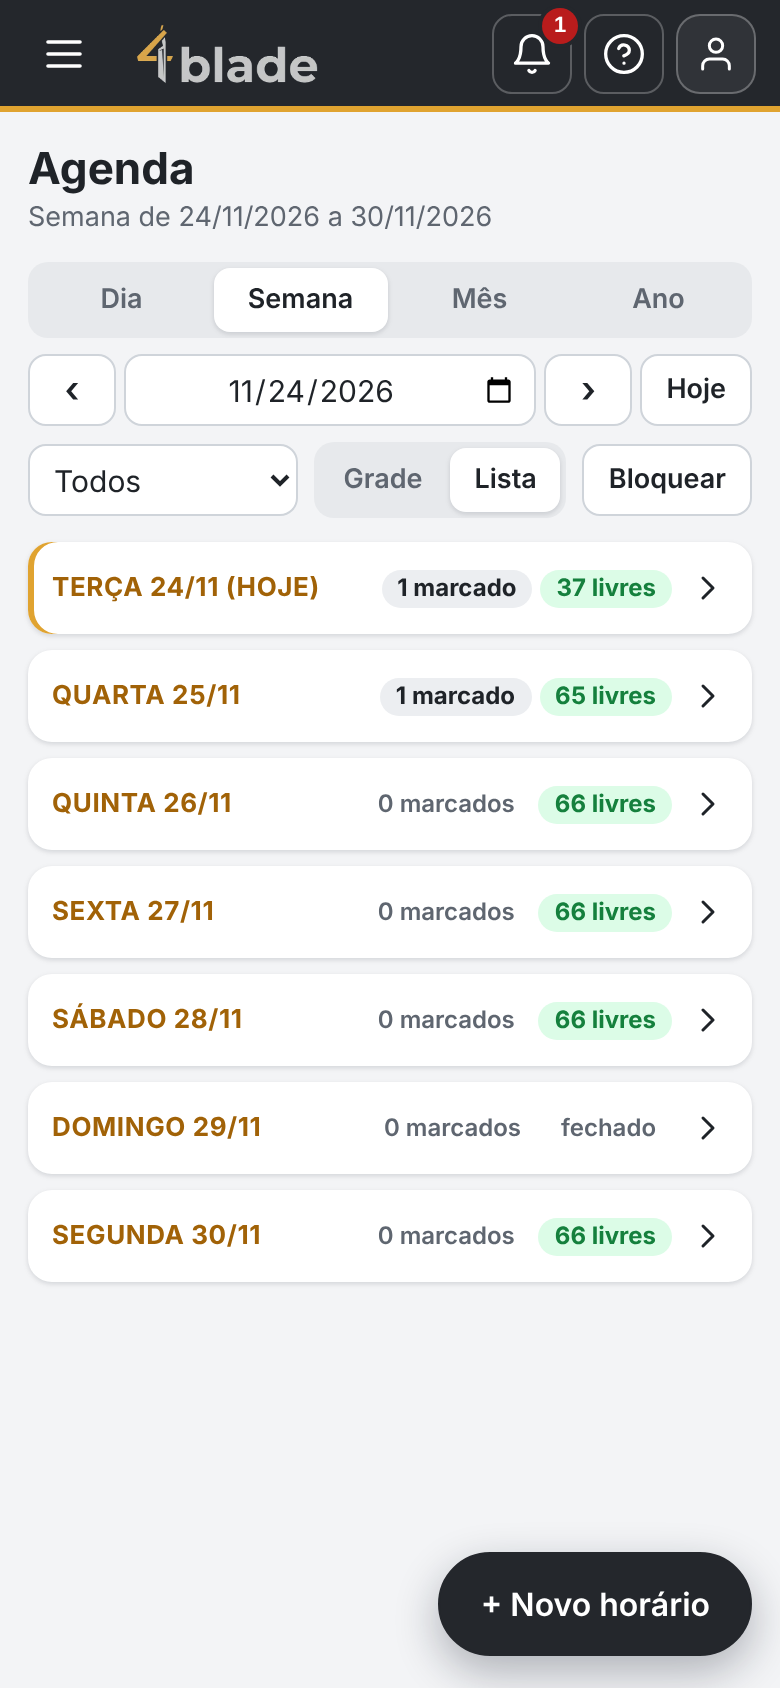 4blade
1
Agenda
Semana de 24/11/2026 a 30/11/2026
Dia Semana Mês Ano
‹ 11/24/2026 › Hoje
Todos Grade Lista Bloquear
TERÇA 24/11 (HOJE) 1 marcado 37 livres
QUARTA 25/11 1 marcado 65 livres
QUINTA 26/11 0 marcados 66 livres
SEXTA 27/11 0 marcados 66 livres
SÁBADO 28/11 0 marcados 66 livres
DOMINGO 29/11 0 marcados fechado
SEGUNDA 30/11 0 marcados 66 livres
+ Novo horário